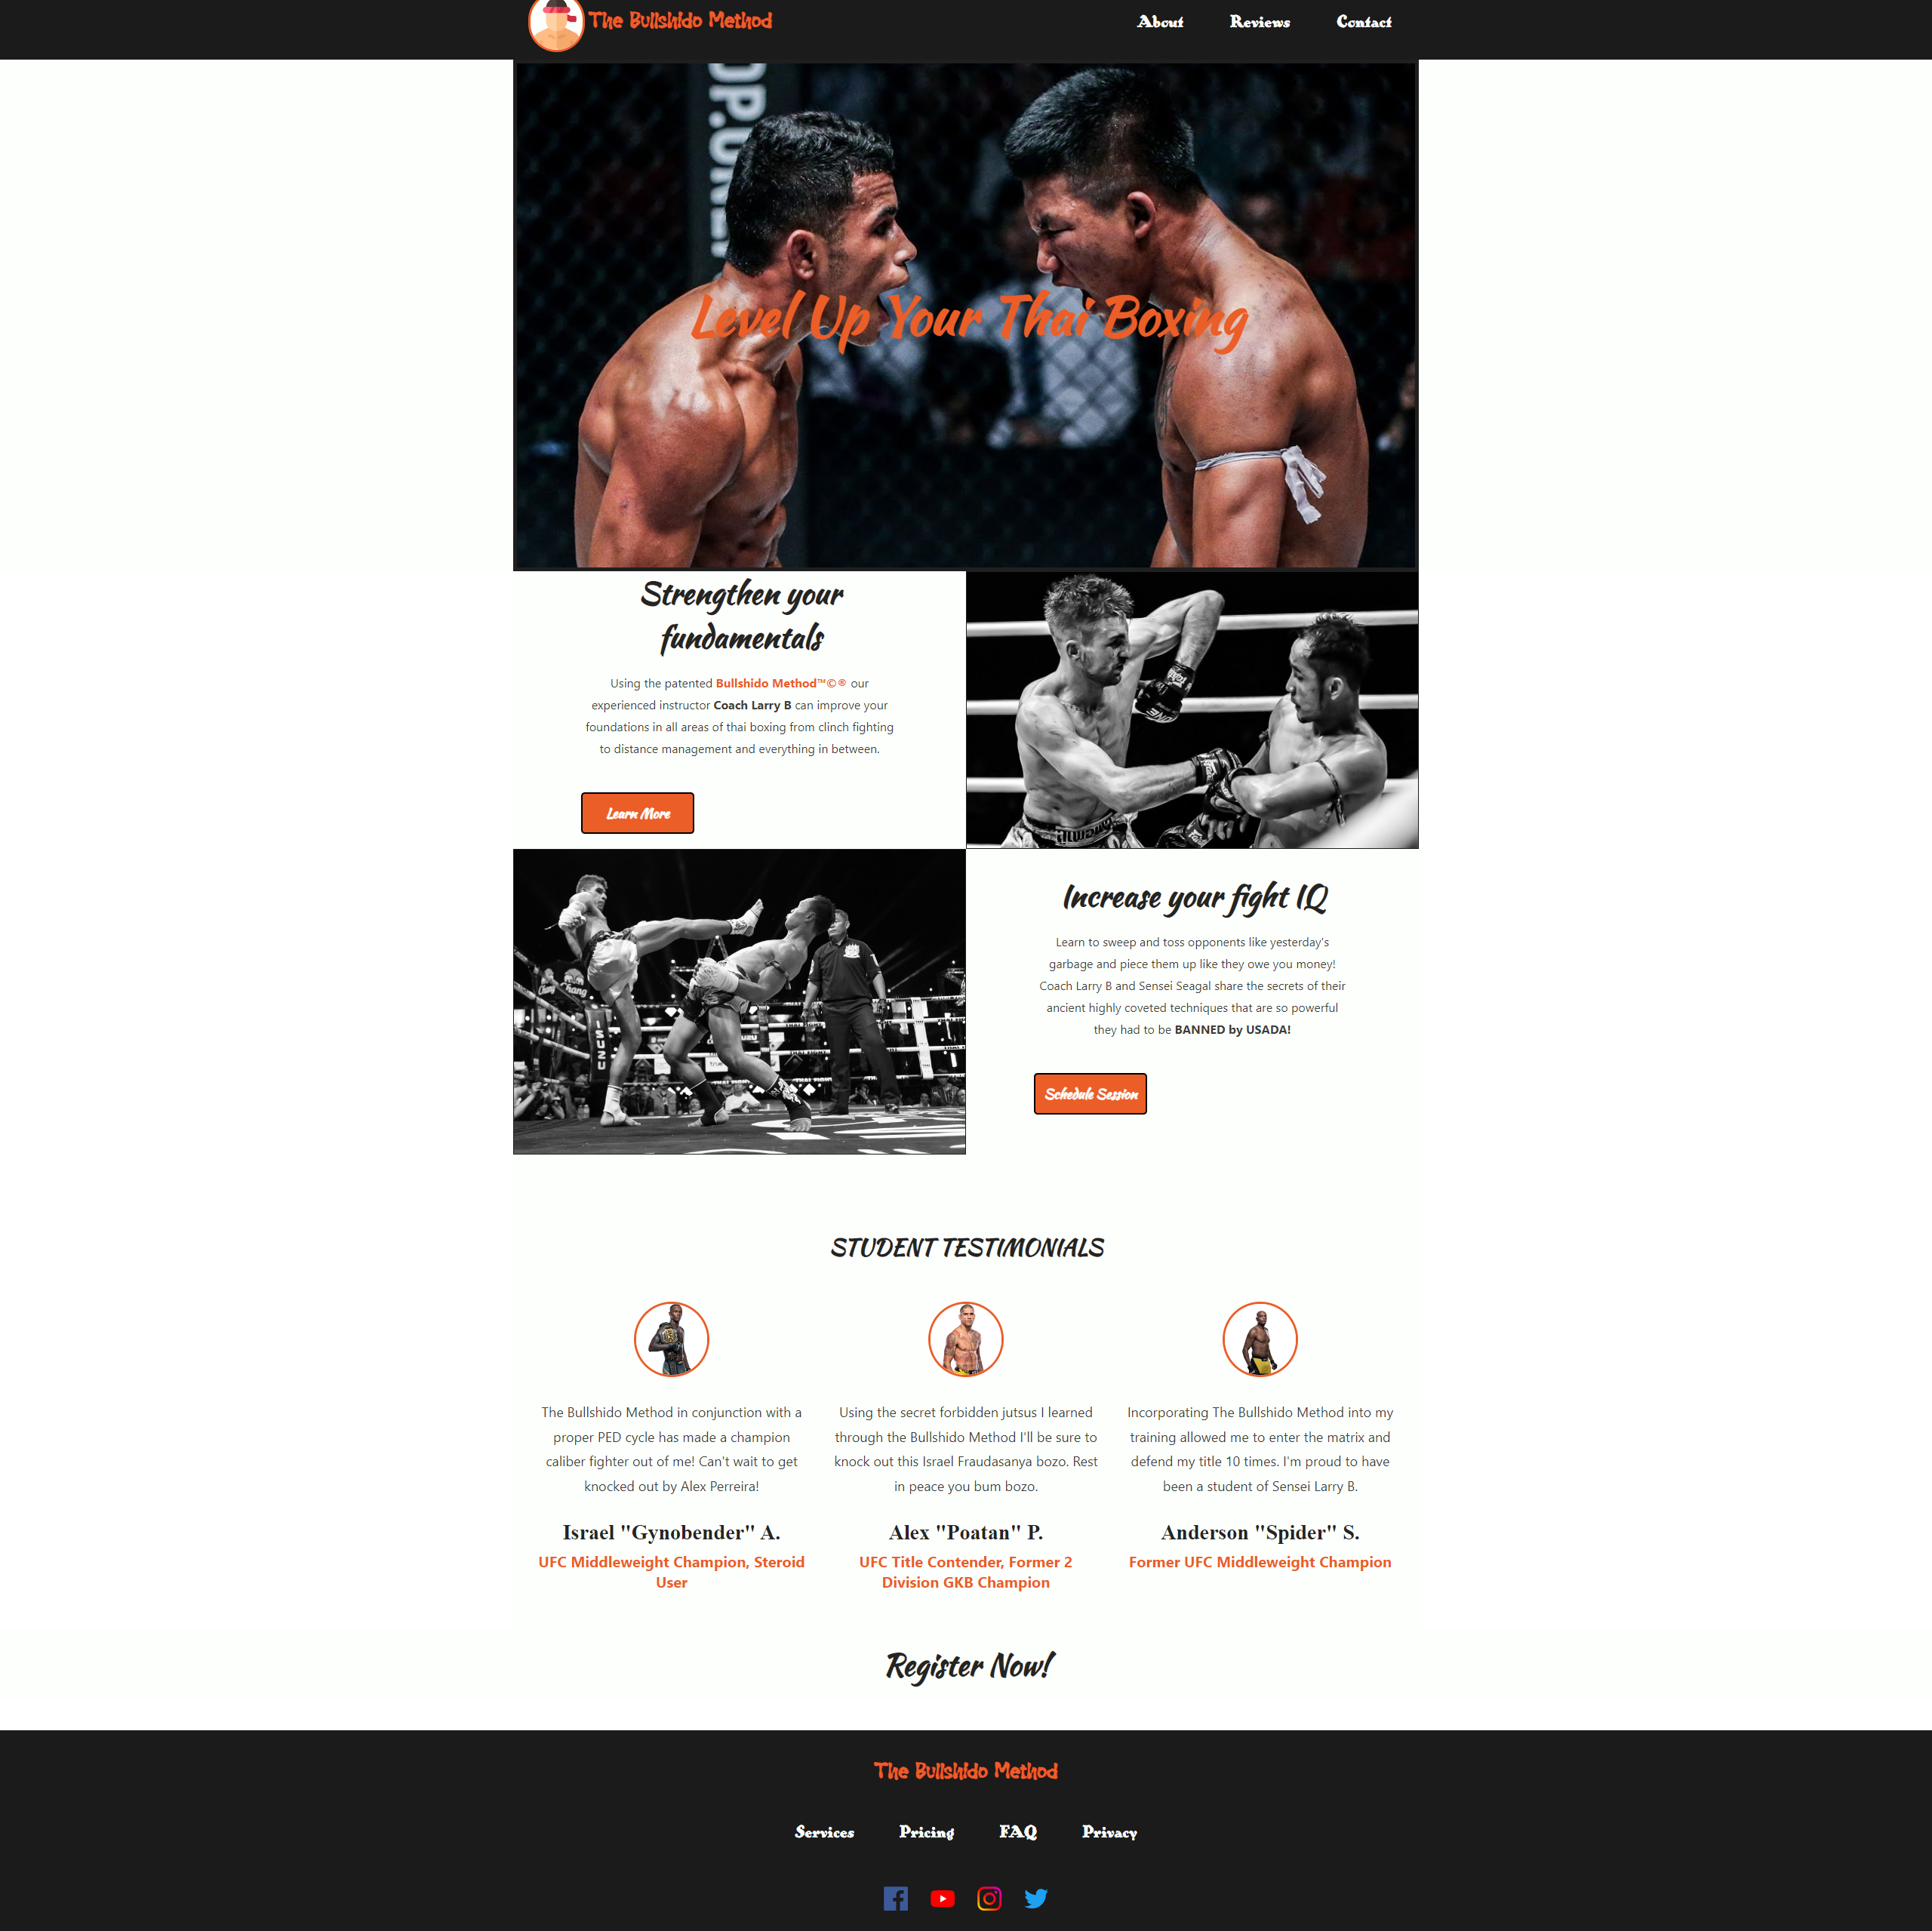 The Bullshido Method
About Reviews Contact
Level Up Your Thai Boxing
Strengthen your
fundamentals
Using the patented Bullshido Method™©® our
experienced instructor Coach Larry B can improve your
foundations in all areas of thai boxing from clinch fighting
to distance management and everything in between.
Learn More
Increase your fight IQ
Learn to sweep and toss opponents like yesterday's
garbage and piece them up like they owe you money!
Coach Larry B and Sensei Seagal share the secrets of their
ancient highly coveted techniques that are so powerful
they had to be BANNED by USADA!
Schedule Session
ISUZU
STUDENT TESTIMONIALS
The Bullshido Method in conjunction with a
proper PED cycle has made a champion
caliber fighter out of me! Can't wait to get
knocked out by Alex Perreira!
Israel "Gynobender" A.
UFC Middleweight Champion, Steroid
User
Using the secret forbidden jutsus I learned
through the Bullshido Method I'll be sure to
knock out this Israel Fraudasanya bozo. Rest
in peace you bum bozo.
Alex "Poatan" P.
UFC Title Contender, Former 2
Division GKB Champion
Incorporating The Bullshido Method into my
training allowed me to enter the matrix and
defend my title 10 times. I'm proud to have
been a student of Sensei Larry B.
Anderson "Spider" S.
Former UFC Middleweight Champion
Register Now!
The Bullshido Method
Services Pricing FAQ Privacy